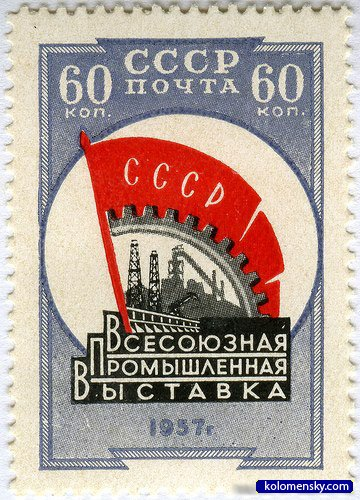 СССР
ПОЧТА
60 КОП.
60 КОП.
СССР
ВСЕСОЮЗНАЯ
ПРОМЫШЛЕННАЯ
ВЫСТАВКА
1957г.
kolomensky.com